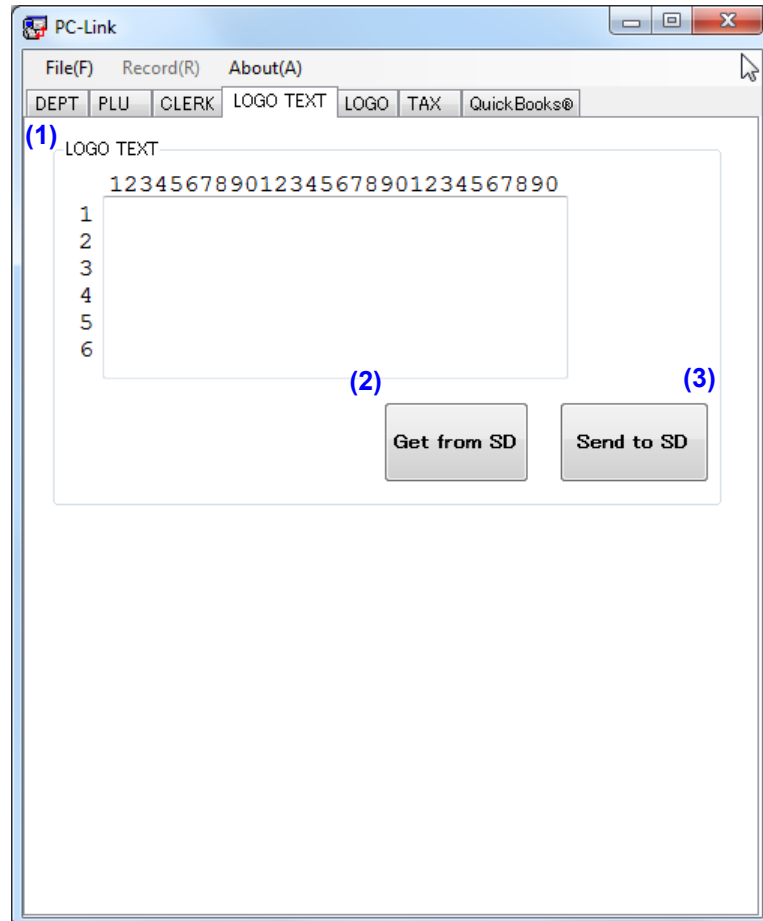 PC-Link
File(F) Record(R) About(A)
DEPT PLU CLERK LOGO TEXT LOGO TAX QuickBooks®
(1)
LOGO TEXT
123456789012345678901234567890
1
2
3
4
5
6
(2) (3)
Get from SD Send to SD